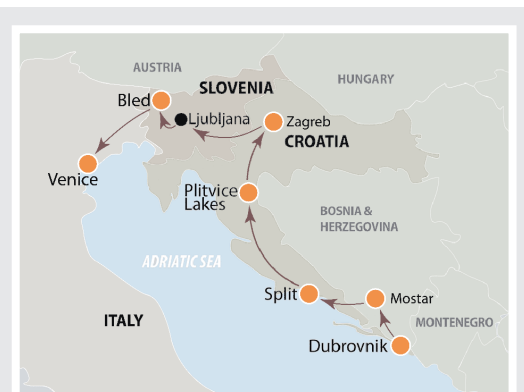 AUSTRIA
HUNGARY
SLOVENIA
Bled
Ljubljana
Zagreb
CROATIA
Venice
Plitvice
Lakes
BOSNIA &
HERZEGOVINA
ADRIATIC SEA
Split
Mostar
ITALY
MONTENEGRO
Dubrovnik